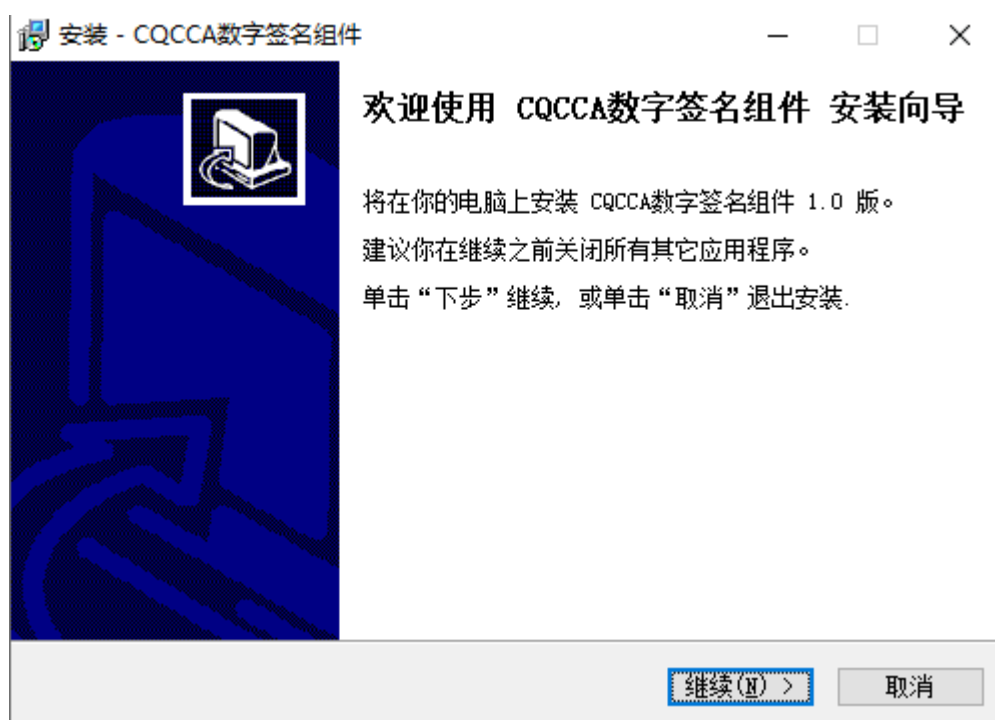 安装 - CQCCA数字签名组件
欢迎使用 CQCCA数字签名组件 安装向导
将在你的电脑上安装 CQCCA数字签名组件 1.0 版。
建议你在继续之前关闭所有其它应用程序。
单击“下步”继续, 或单击“取消”退出安装.
继续(N) >
取消